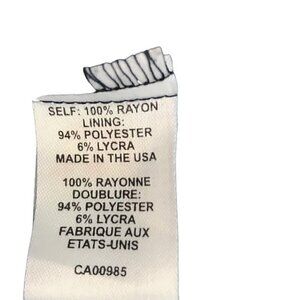 SELF: 100% RAYON
LINING:
94% POLYESTER
6% LYCRA
MADE IN THE USA
100% RAYONNE
DOUBLURE:
94% POLYESTER
6% LYCRA
FABRIQUE AUX
ETATS-UNIS
CA00985